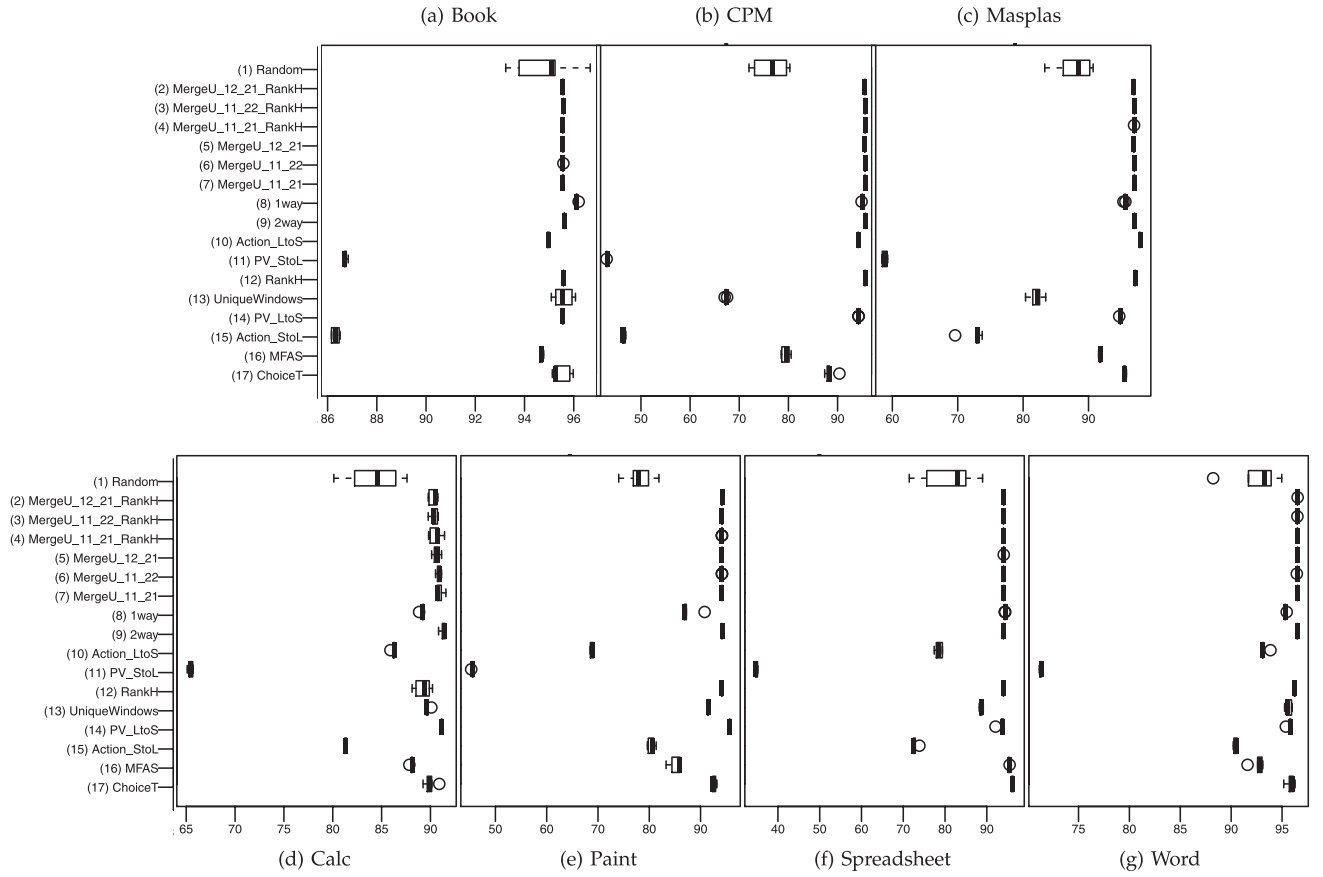 (a) Book (b) CPM (c) Masplas
(1) Random
(2) MergeU_12_21_RankH
(3) MergeU_11_22_RankH
(4) MergeU_11_21_RankH
(5) MergeU_12_21
(6) MergeU_11_22
(7) MergeU_11_21
(8) 1way
(9) 2way
(10) Action_LtoS
(11) PV_StoL
(12) RankH
(13) UniqueWindows
(14) PV_LtoS
(15) Action_StoL
(16) MFAS
(17) ChoiceT
86 88 90 92 94 96 50 60 70 80 90 60 70 80 90
(1) Random
(2) MergeU_12_21_RankH
(3) MergeU_11_22_RankH
(4) MergeU_11_21_RankH
(5) MergeU_12_21
(6) MergeU_11_22
(7) MergeU_11_21
(8) 1way
(9) 2way
(10) Action_LtoS
(11) PV_StoL
(12) RankH
(13) UniqueWindows
(14) PV_LtoS
(15) Action_StoL
(16) MFAS
(17) ChoiceT
65 70 75 80 85 90 50 60 70 80 90 40 50 60 70 80 90 75 80 85 90 95
(d) Calc (e) Paint (f) Spreadsheet (g) Word